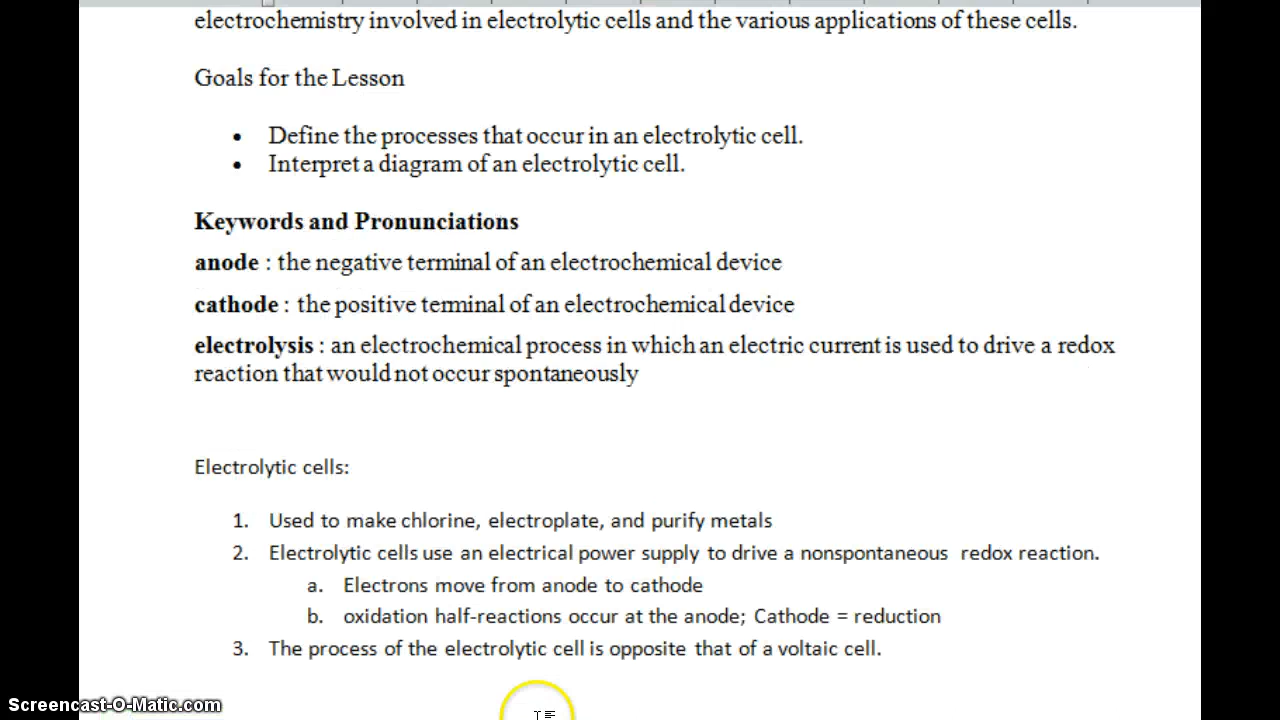 electrochemistry involved in electrolytic cells and the various applications of these cells.
Goals for the Lesson
• Define the processes that occur in an electrolytic cell.
• Interpret a diagram of an electrolytic cell.
Keywords and Pronunciations
anode : the negative terminal of an electrochemical device
cathode : the positive terminal of an electrochemical device
electrolysis : an electrochemical process in which an electric current is used to drive a redox
reaction that would not occur spontaneously
Electrolytic cells:
1. Used to make chlorine, electroplate, and purify metals
2. Electrolytic cells use an electrical power supply to drive a nonspontaneous redox reaction.
a. Electrons move from anode to cathode
b. oxidation half-reactions occur at the anode; Cathode = reduction
3. The process of the electrolytic cell is opposite that of a voltaic cell.
Screencast-O-Matic.com